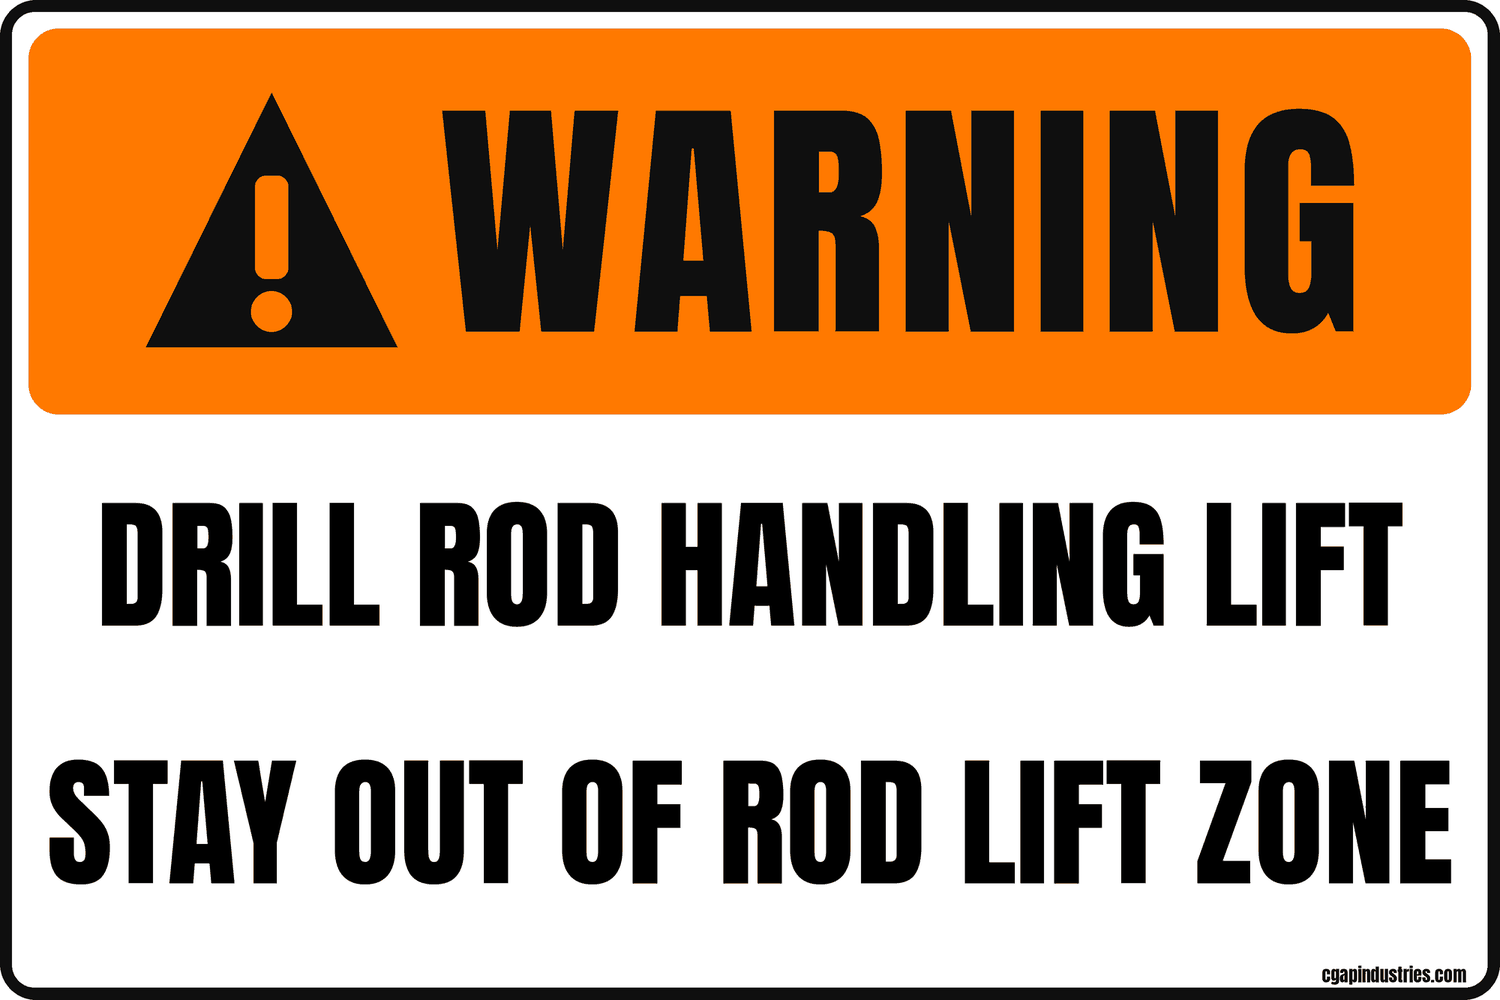 WARNING
DRILL ROD HANDLING LIFT
STAY OUT OF ROD LIFT ZONE
cgapindustries.com